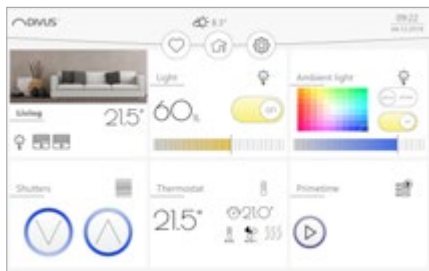 DIVUS
8.3°
09:22
Light
Ambient light
Living
21.5°
60%
ON
Shutters
Thermostat
Primetime
21.5°
21.0°